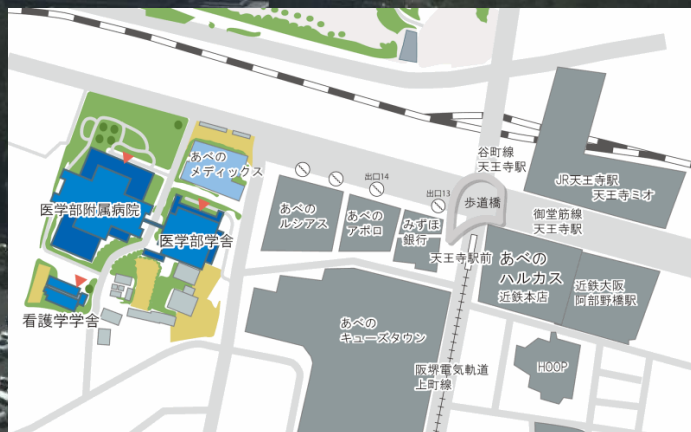 谷町線
天王寺駅
JR天王寺駅
天王寺ミオ
あべの
メディックス
出口14
出口13
歩道橋
御堂筋線
天王寺駅
医学部附属病院
医学部学舎
あべの
ルシアス
あべの
アポロ
みずほ
銀行
天王寺駅前
あべの
ハルカス
近鉄本店
近鉄大阪
阿部野橋駅
看護学学舎
あべの
キューズタウン
阪堺電気軌道
上町線
HOOP